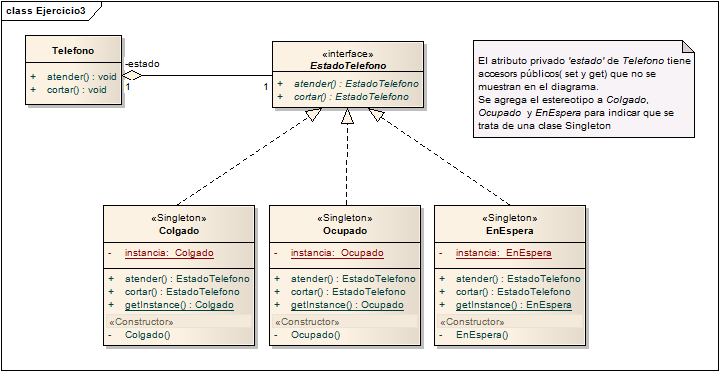 class Ejercicio3
Telefono
+ atender() : void
+ cortar() : void
-estado
1
1
«interface»
EstadoTelefono
+ atender() : EstadoTelefono
+ cortar() : EstadoTelefono
El atributo privado 'estado' de Telefono tiene
accesors públicos( set y get) que no se
muestran en el diagrama.
Se agrega el estereotipo a Colgado,
Ocupado y EnEspera para indicar que se
trata de una clase Singleton
«Singleton»
Colgado
- instancia: Colgado
+ atender() : EstadoTelefono
+ cortar() : EstadoTelefono
+ getInstance() : Colgado
«Constructor»
- Colgado()
«Singleton»
Ocupado
- instancia: Ocupado
+ atender() : EstadoTelefono
+ cortar() : EstadoTelefono
+ getInstance() : Ocupado
«Constructor»
- Ocupado()
«Singleton»
EnEspera
- instancia: EnEspera
+ atender() : EstadoTelefono
+ cortar() : EstadoTelefono
+ getInstance() : EnEspera
«Constructor»
- EnEspera()